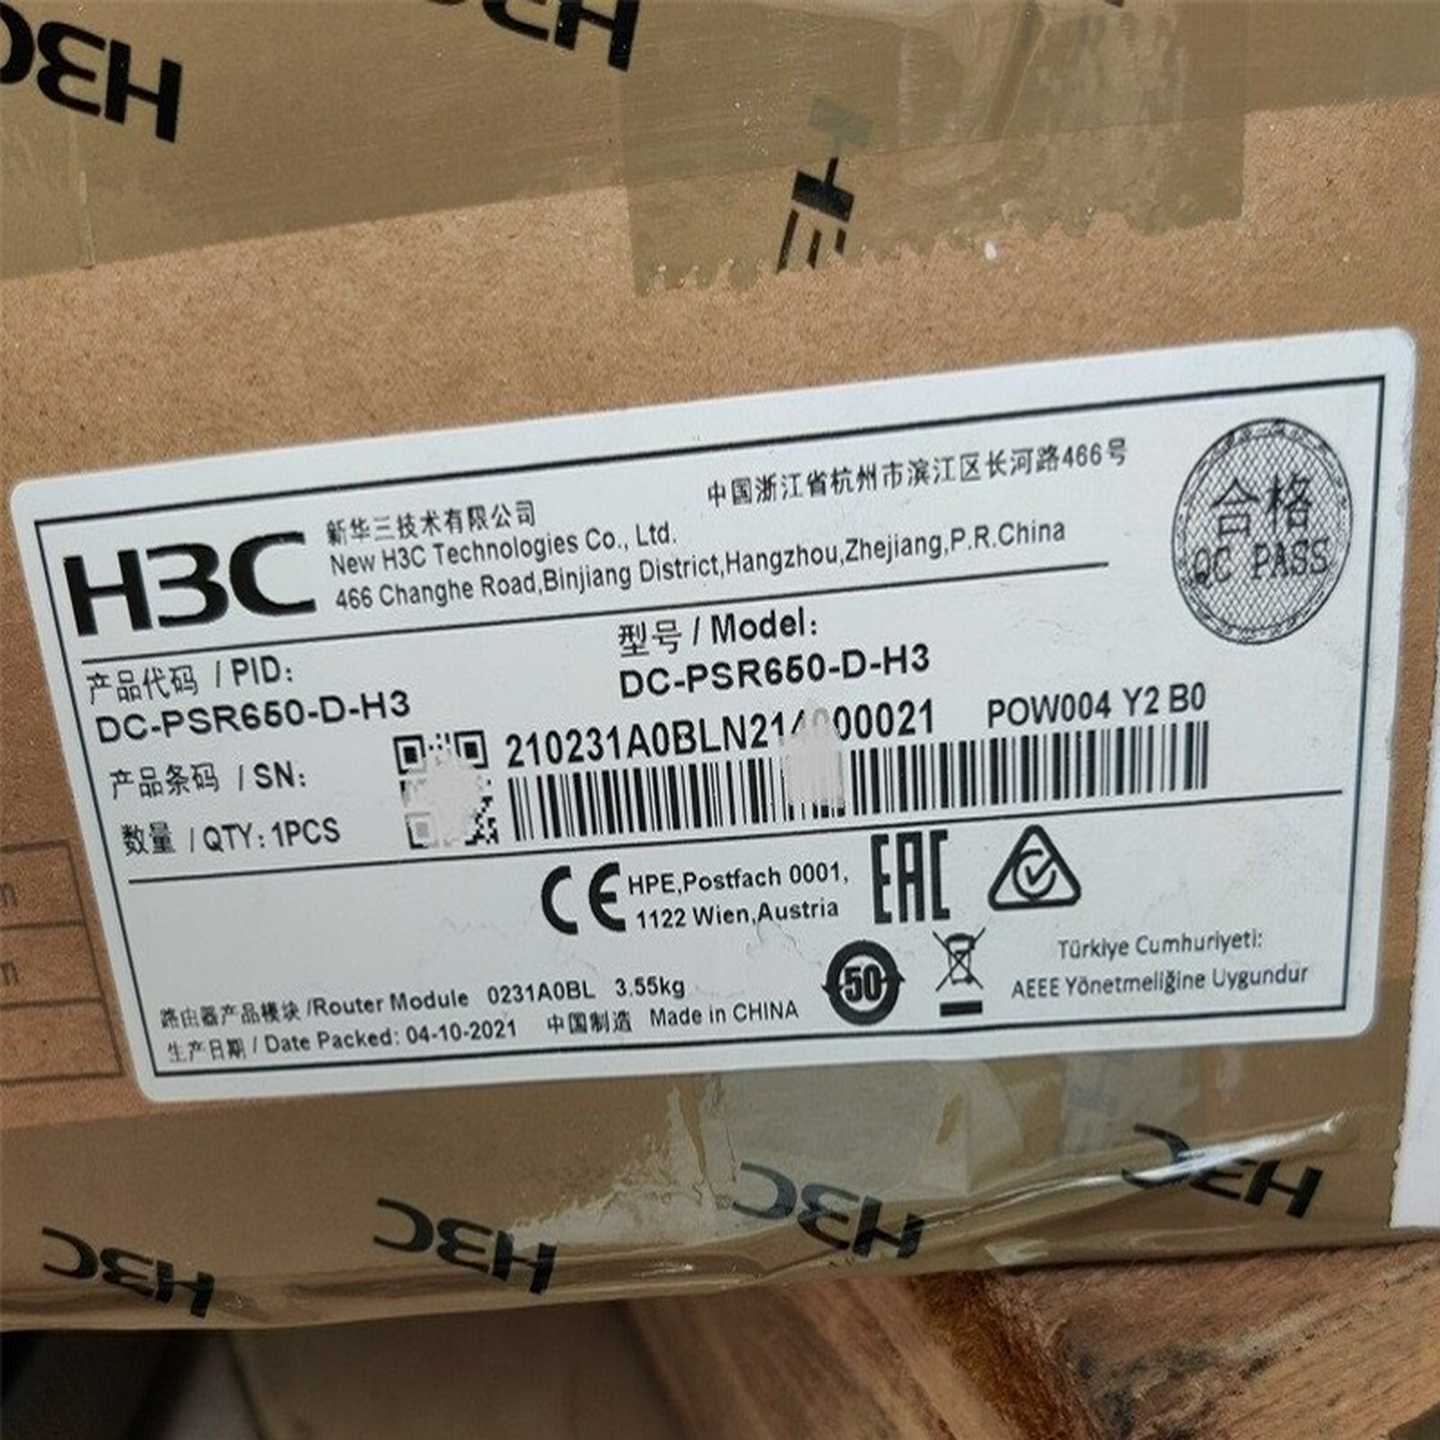 H3C
H3C
H3C
新华三技术有限公司
中国浙江省杭州市滨江区长河路466号
New H3C Technologies Co., Ltd.
466 Changhe Road,Binjiang District,Hangzhou,Zhejiang,P.R.China
合格
QC PASS
产品代码 / PID:
DC-PSR650-D-H3
型号 / Model:
DC-PSR650-D-H3
产品条码 / SN:
210231A0BLN21 00021
POW004 Y2 B0
数量 / QTY: 1PCS
CE
HPE,Postfach 0001,
1122 Wien,Austria
EAC
50
Türkiye Cumhuriyeti:
AEEE Yönetmeliğine Uygundur
路由器产品模块 /Router Module 0231A0BL 3.55kg
生产日期 / Date Packed: 04-10-2021 中国制造 Made in CHINA
H3C
H3C
H3C
H3C